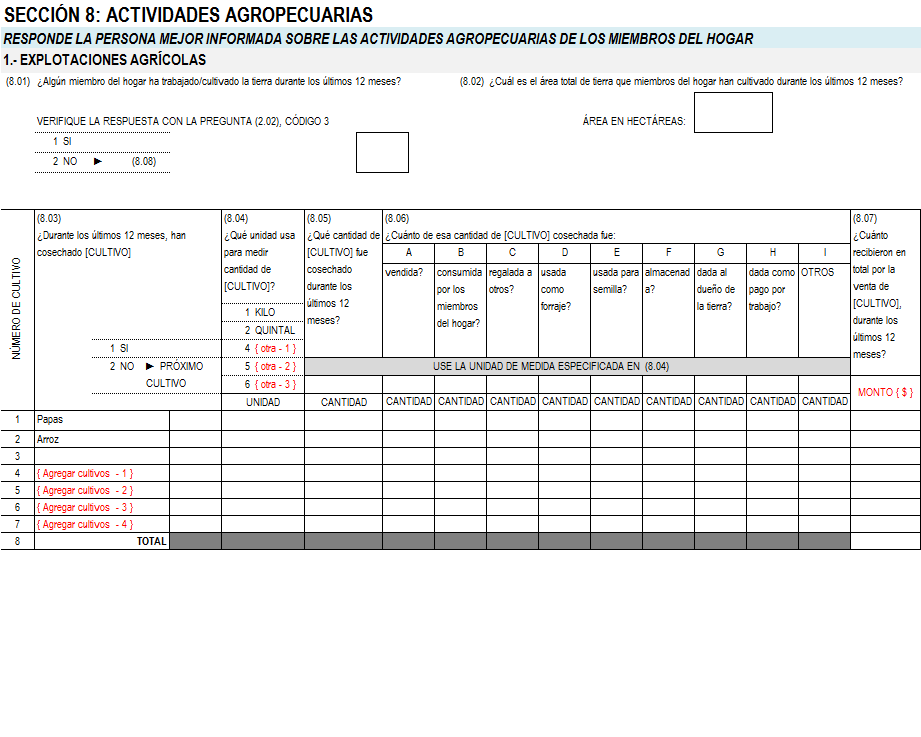 SECCIÓN 8: ACTIVIDADES AGROPECUARIAS
RESPONDE LA PERSONA MEJOR INFORMADA SOBRE LAS ACTIVIDADES AGROPECUARIAS DE LOS MIEMBROS DEL HOGAR
1.- EXPLOTACIONES AGRÍCOLAS
(8.01) ¿Algún miembro del hogar ha trabajado/cultivado la tierra durante los últimos 12 meses?
VERIFIQUE LA RESPUESTA CON LA PREGUNTA (2.02), CÓDIGO 3
1 SI
2 NO ► (8.08)
(8.02) ¿Cuál es el área total de tierra que miembros del hogar han cultivado durante los últimos 12 meses?
ÁREA EN HECTÁREAS:
NÚMERO DE CULTIVO
(8.03)
¿Durante los últimos 12 meses, han
cosechado [CULTIVO]
1 SI
2 NO ► PRÓXIMO
CULTIVO
(8.04)
¿Qué unidad usa
para medir
cantidad de
[CULTIVO]?
1 KILO
2 QUINTAL
4 { otra - 1 }
5 { otra - 2 }
6 { otra - 3 }
UNIDAD
(8.05)
¿Qué cantidad de
[CULTIVO] fue
cosechado
durante los
últimos 12
meses?
CANTIDAD
(8.06)
¿Cuánto de esa cantidad de [CULTIVO] cosechada fue:
A
vendida?
B
consumida
por los
miembros
del hogar?
C
regalada a
otros?
D
usada
como
forraje?
E
usada para
semilla?
F
almacenad
a?
G
dada al
dueño de
la tierra?
H
dada como
pago por
trabajo?
I
OTROS
USE LA UNIDAD DE MEDIDA ESPECIFICADA EN (8.04)
CANTIDAD CANTIDAD CANTIDAD CANTIDAD CANTIDAD CANTIDAD CANTIDAD CANTIDAD CANTIDAD
(8.07)
¿Cuánto
recibieron en
total por la
venta de
[CULTIVO],
durante los
últimos 12
meses?
MONTO { $ }
1 Papas
2 Arroz
3
4 { Agregar cultivos - 1 }
5 { Agregar cultivos - 2 }
6 { Agregar cultivos - 3 }
7 { Agregar cultivos - 4 }
8 TOTAL